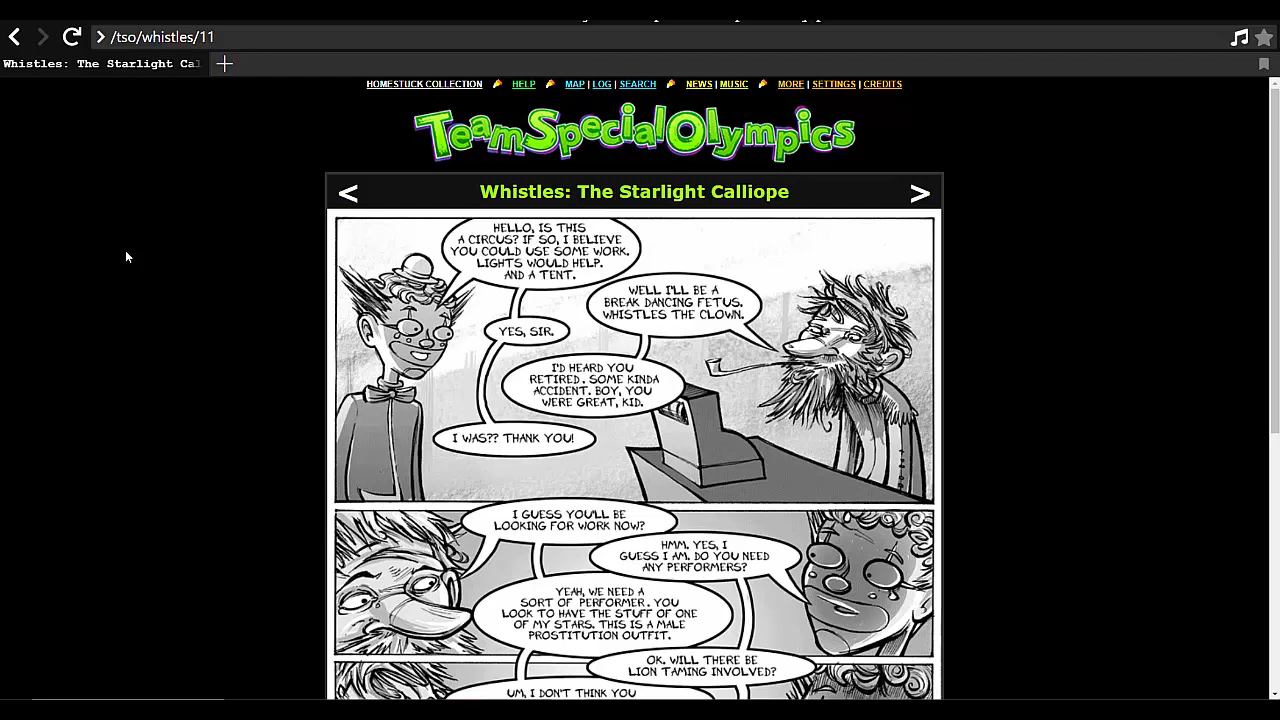 /tso/whistles/11
Whistles: The Starlight Cal
HOMESTUCK COLLECTION HELP MAP | LOG | SEARCH NEWS | MUSIC MORE | SETTINGS | CREDITS
TeamSpecialOlympics
Whistles: The Starlight Calliope
HELLO, IS THIS
A CIRCUS? IF SO, I BELIEVE
YOU COULD USE SOME WORK.
LIGHTS WOULD HELP.
AND A TENT.
WELL I'LL BE A
BREAK DANCING FETUS.
WHISTLES THE CLOWN.
YES, SIR.
I'D HEARD YOU
RETIRED. SOME KINDA
ACCIDENT. BOY, YOU
WERE GREAT, KID.
I WAS?? THANK YOU!
I GUESS YOU'LL BE
LOOKING FOR WORK NOW?
HMM. YES, I
GUESS I AM. DO YOU NEED
ANY PERFORMERS?
YEAH, WE NEED A
SORT OF PERFORMER. YOU
LOOK TO HAVE THE STUFF OF ONE
OF MY STARS. THIS IS A MALE
PROSTITUTION OUTFIT.
OK. WILL THERE BE
LION TAMING INVOLVED?
UM, I DON'T THINK YOU